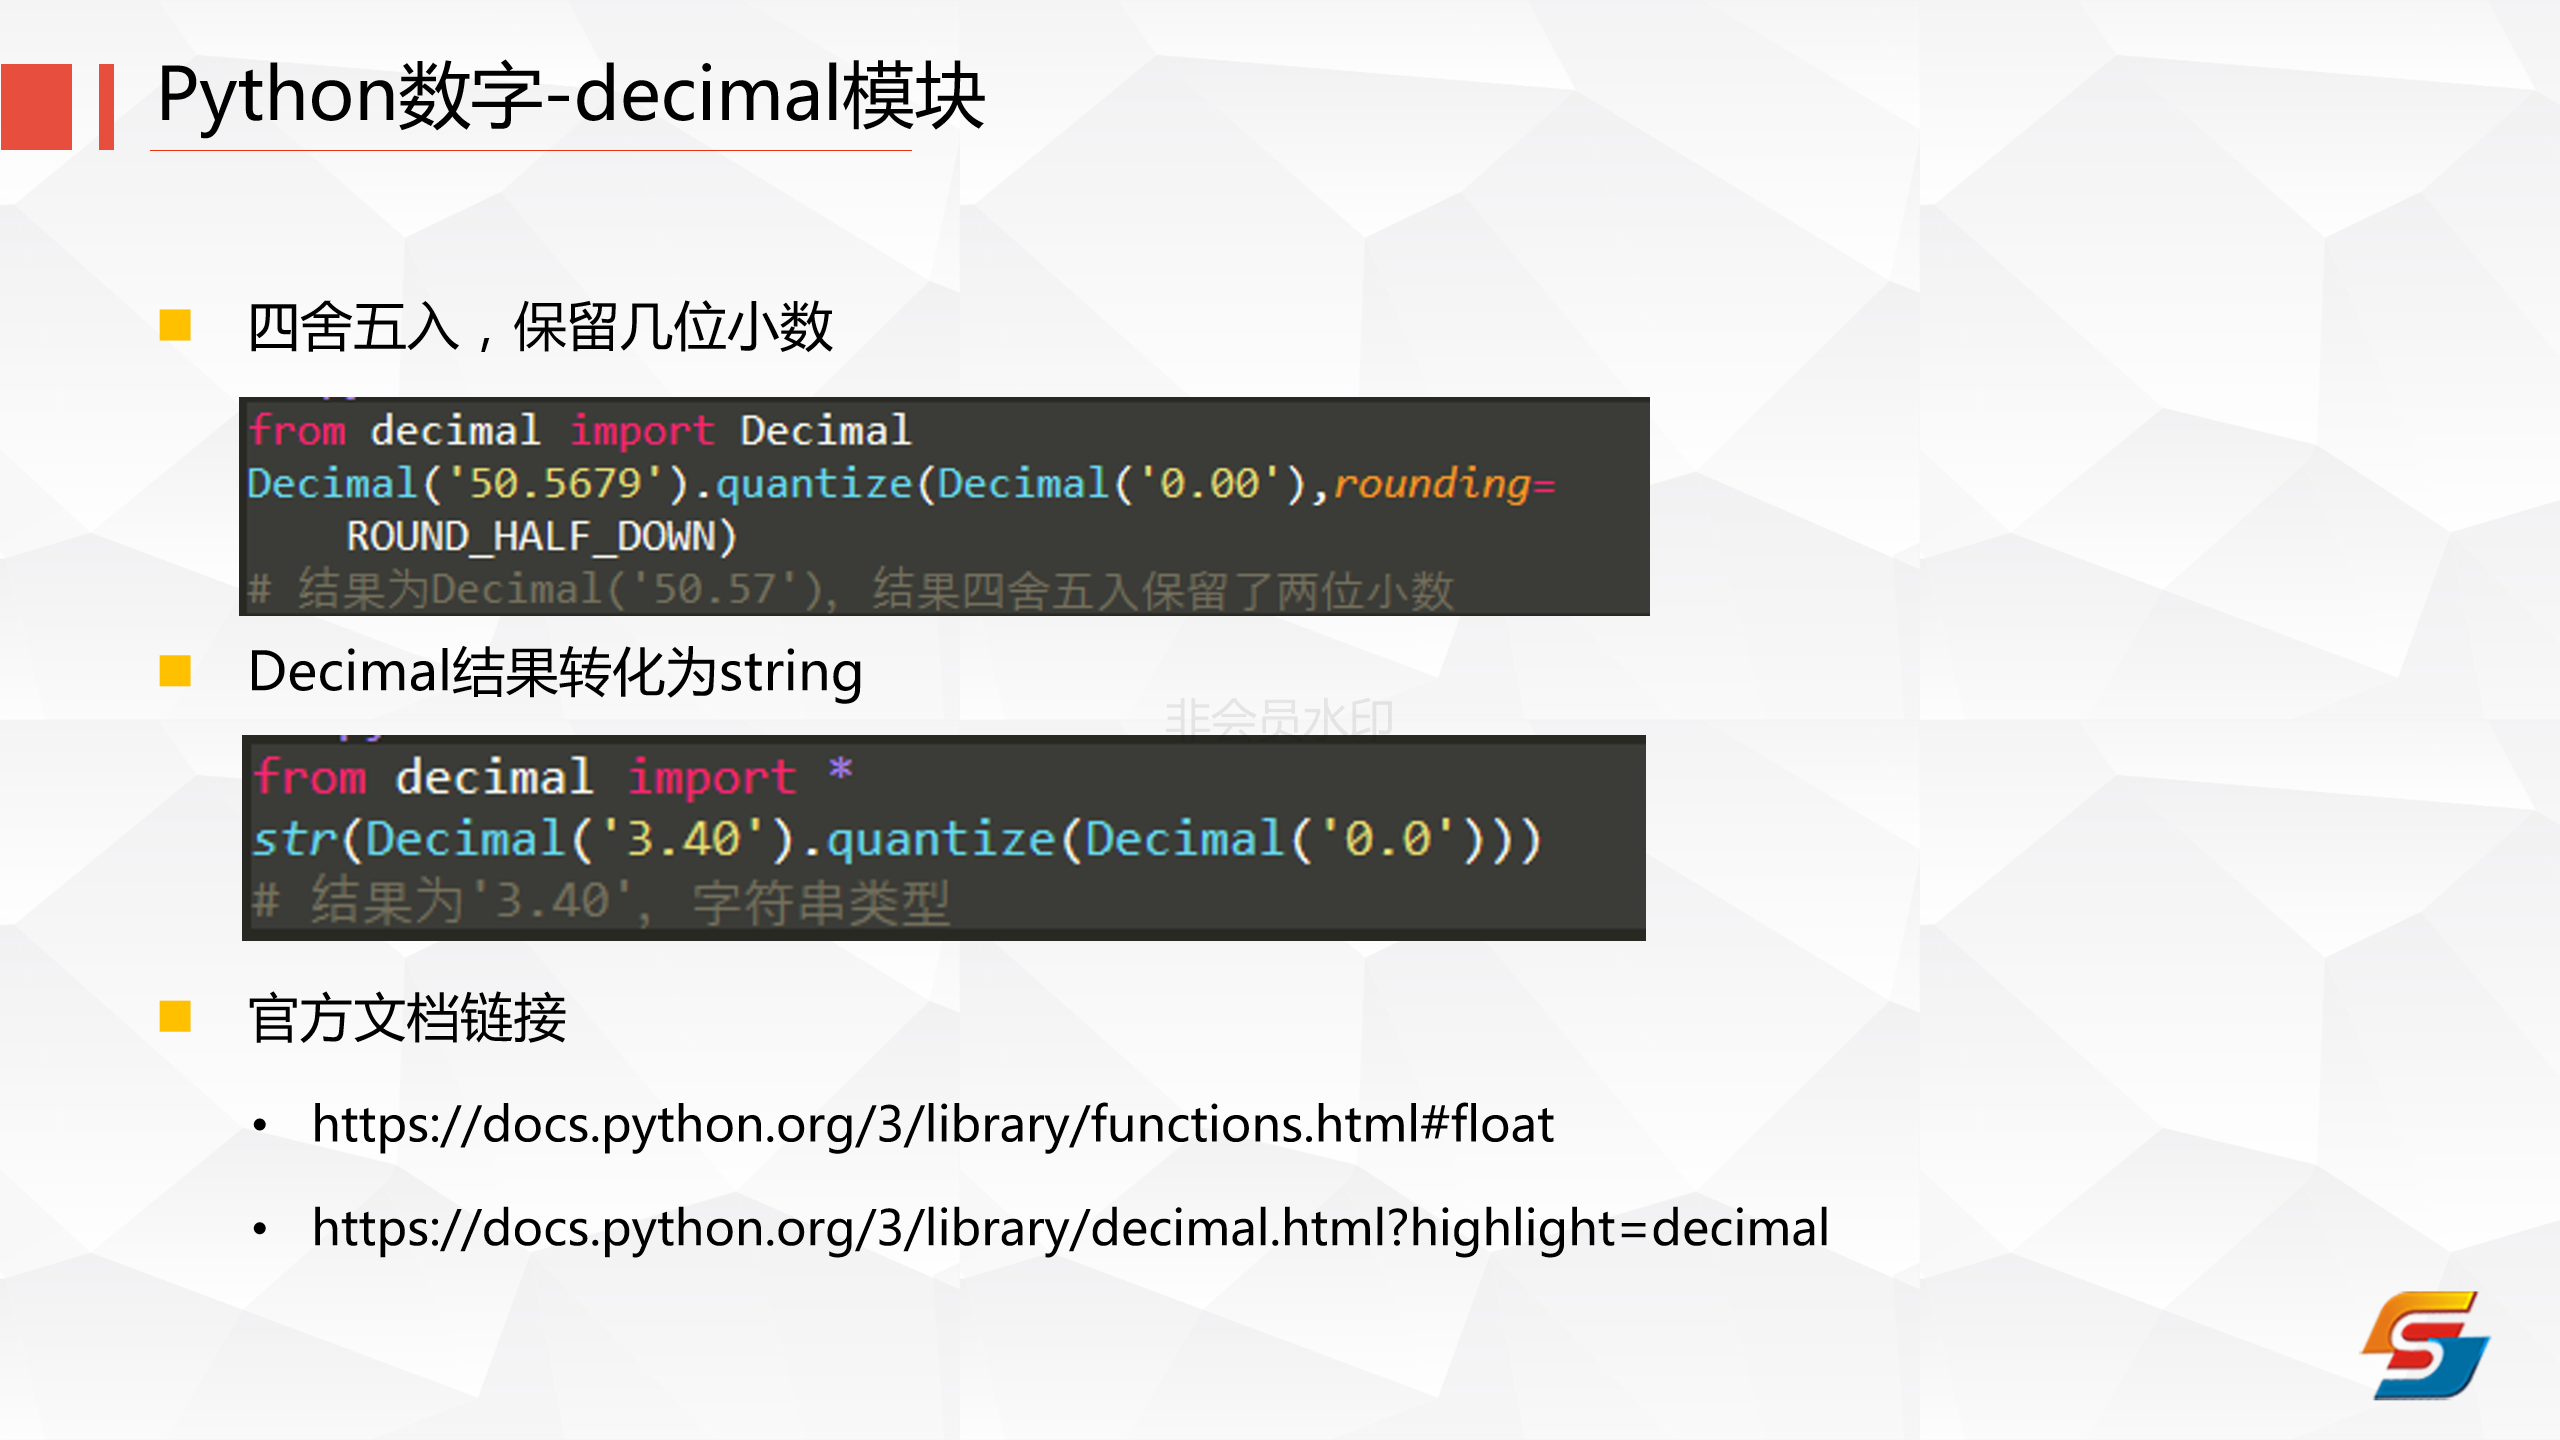 Python数字-decimal模块
四舍五入，保留几位小数
from decimal import Decimal
Decimal('50.5679').quantize(Decimal('0.00'),rounding=
ROUND_HALF_DOWN)
# 结果为Decimal('50.57'), 结果四舍五入保留了两位小数
Decimal结果转化为string
非会员水印
from decimal import *
str(Decimal('3.40').quantize(Decimal('0.0')))
# 结果为'3.40', 字符串类型
官方文档链接
• https://docs.python.org/3/library/functions.html#float
• https://docs.python.org/3/library/decimal.html?highlight=decimal